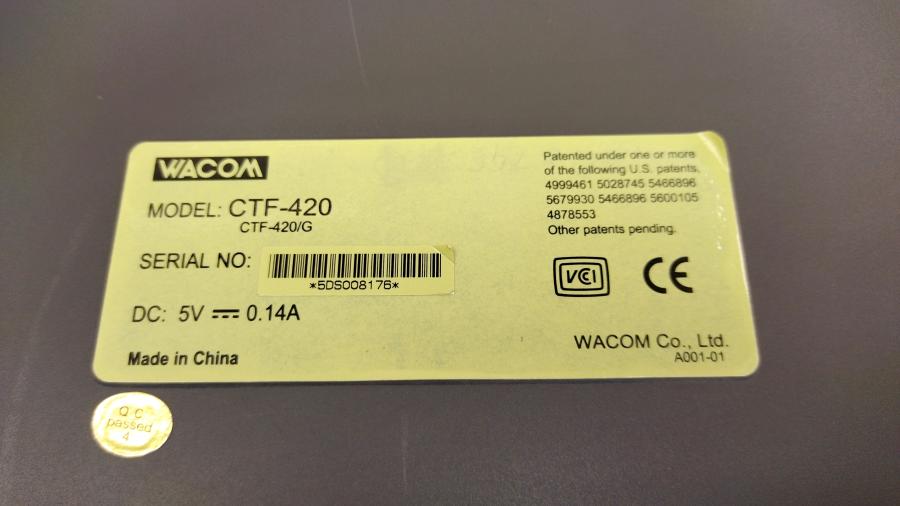 WACOM
MODEL: CTF-420
CTF-420/G
SERIAL NO:
*5DS008176*
DC: 5V 0.14A
Made in China
Patented under one or more
of the following U.S. patents,
4999461 5028745 5466896
5679930 5466896 5600105
4878553
Other patents pending.
VCCI
CE
WACOM Co., Ltd.
A001-01
Q C
passed
4